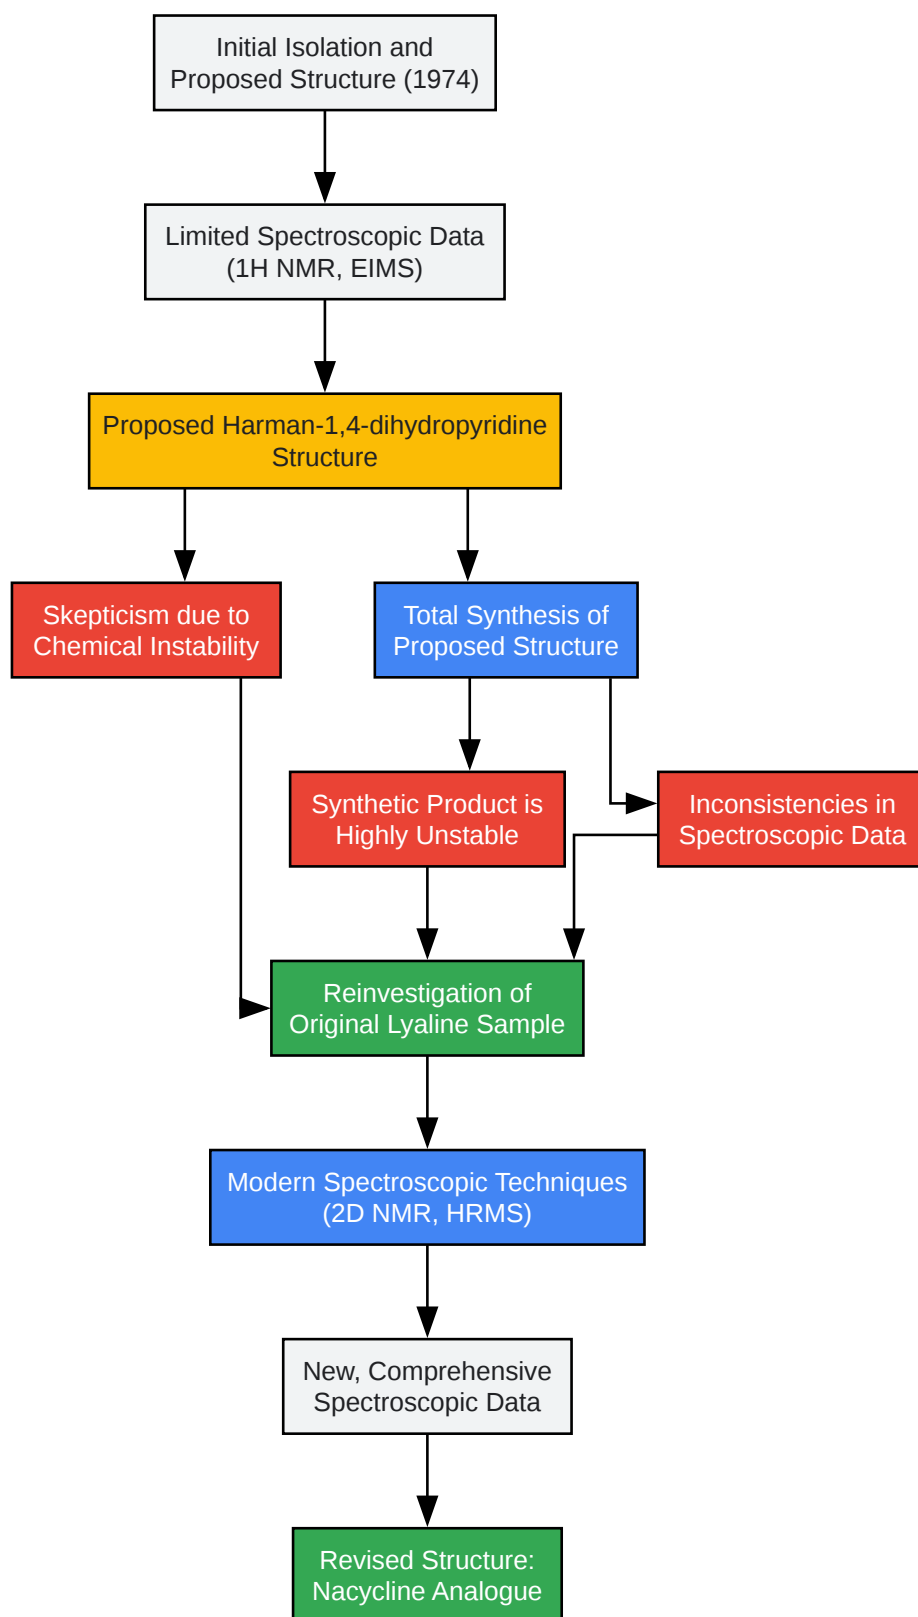 Initial Isolation and
Proposed Structure (1974)
Limited Spectroscopic Data
(1H NMR, EIMS)
Proposed Harman-1,4-dihydropyridine
Structure
Skepticism due to
Chemical Instability
Total Synthesis of
Proposed Structure
Synthetic Product is
Highly Unstable
Inconsistencies in
Spectroscopic Data
Reinvestigation of
Original Lyaline Sample
Modern Spectroscopic Techniques
(2D NMR, HRMS)
New, Comprehensive
Spectroscopic Data
Revised Structure:
Nacycline Analogue